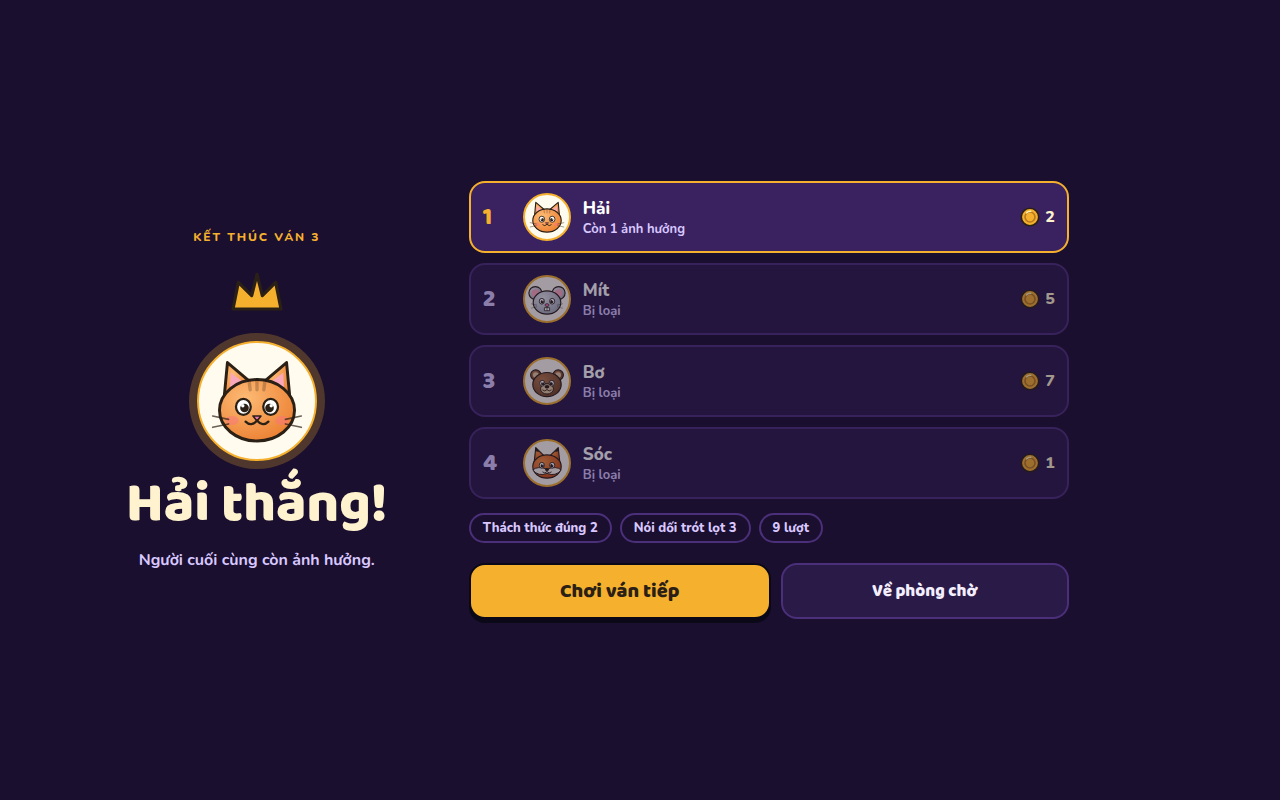 KẾT THÚC VÁN 3
Hải thắng!
Người cuối cùng còn ảnh hưởng.
1
Hải
Còn 1 ảnh hưởng
2
2
Mít
Bị loại
5
3
Bơ
Bị loại
7
4
Sóc
Bị loại
1
Thách thức đúng 2
Nói dối trót lọt 3
9 lượt
Chơi ván tiếp
Về phòng chờ